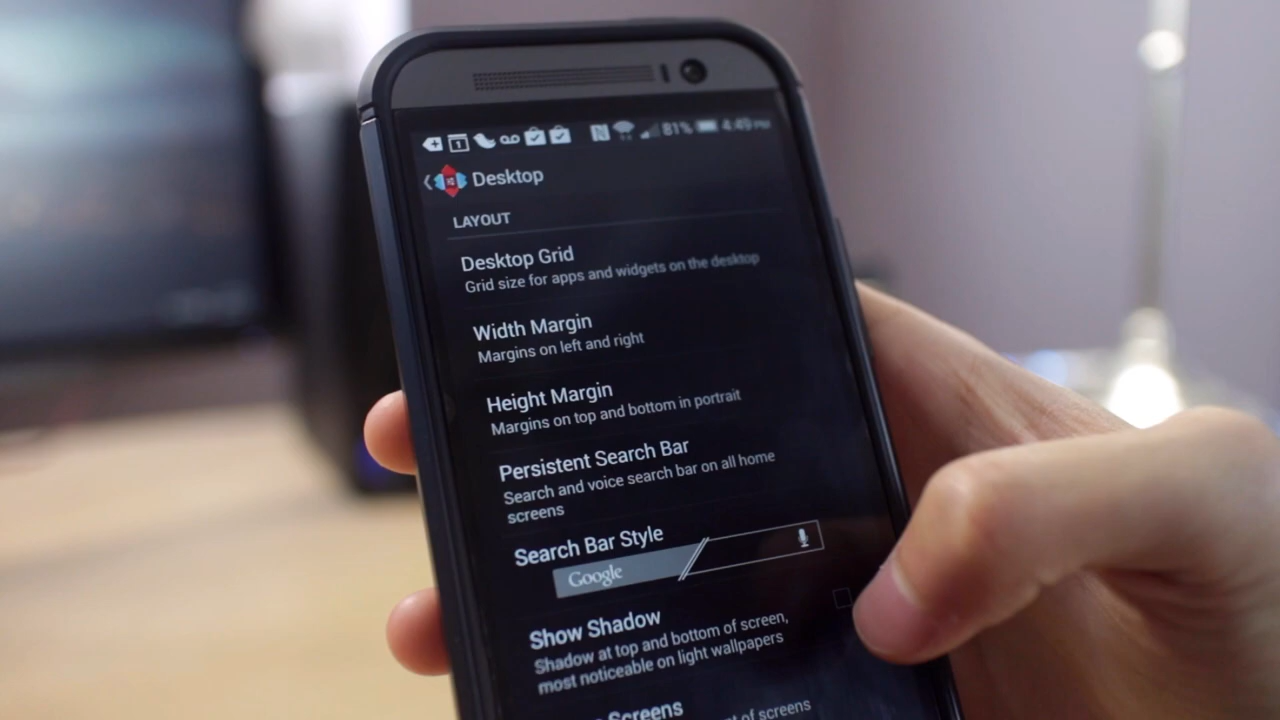 81% 4:49 PM
Desktop
LAYOUT
Desktop Grid
Grid size for apps and widgets on the desktop
Width Margin
Margins on left and right
Height Margin
Margins on top and bottom in portrait
Persistent Search Bar
Search and voice search bar on all home
screens
Search Bar Style
Google
Show Shadow
Shadow at top and bottom of screen,
most noticeable on light wallpapers
Screens
of screens